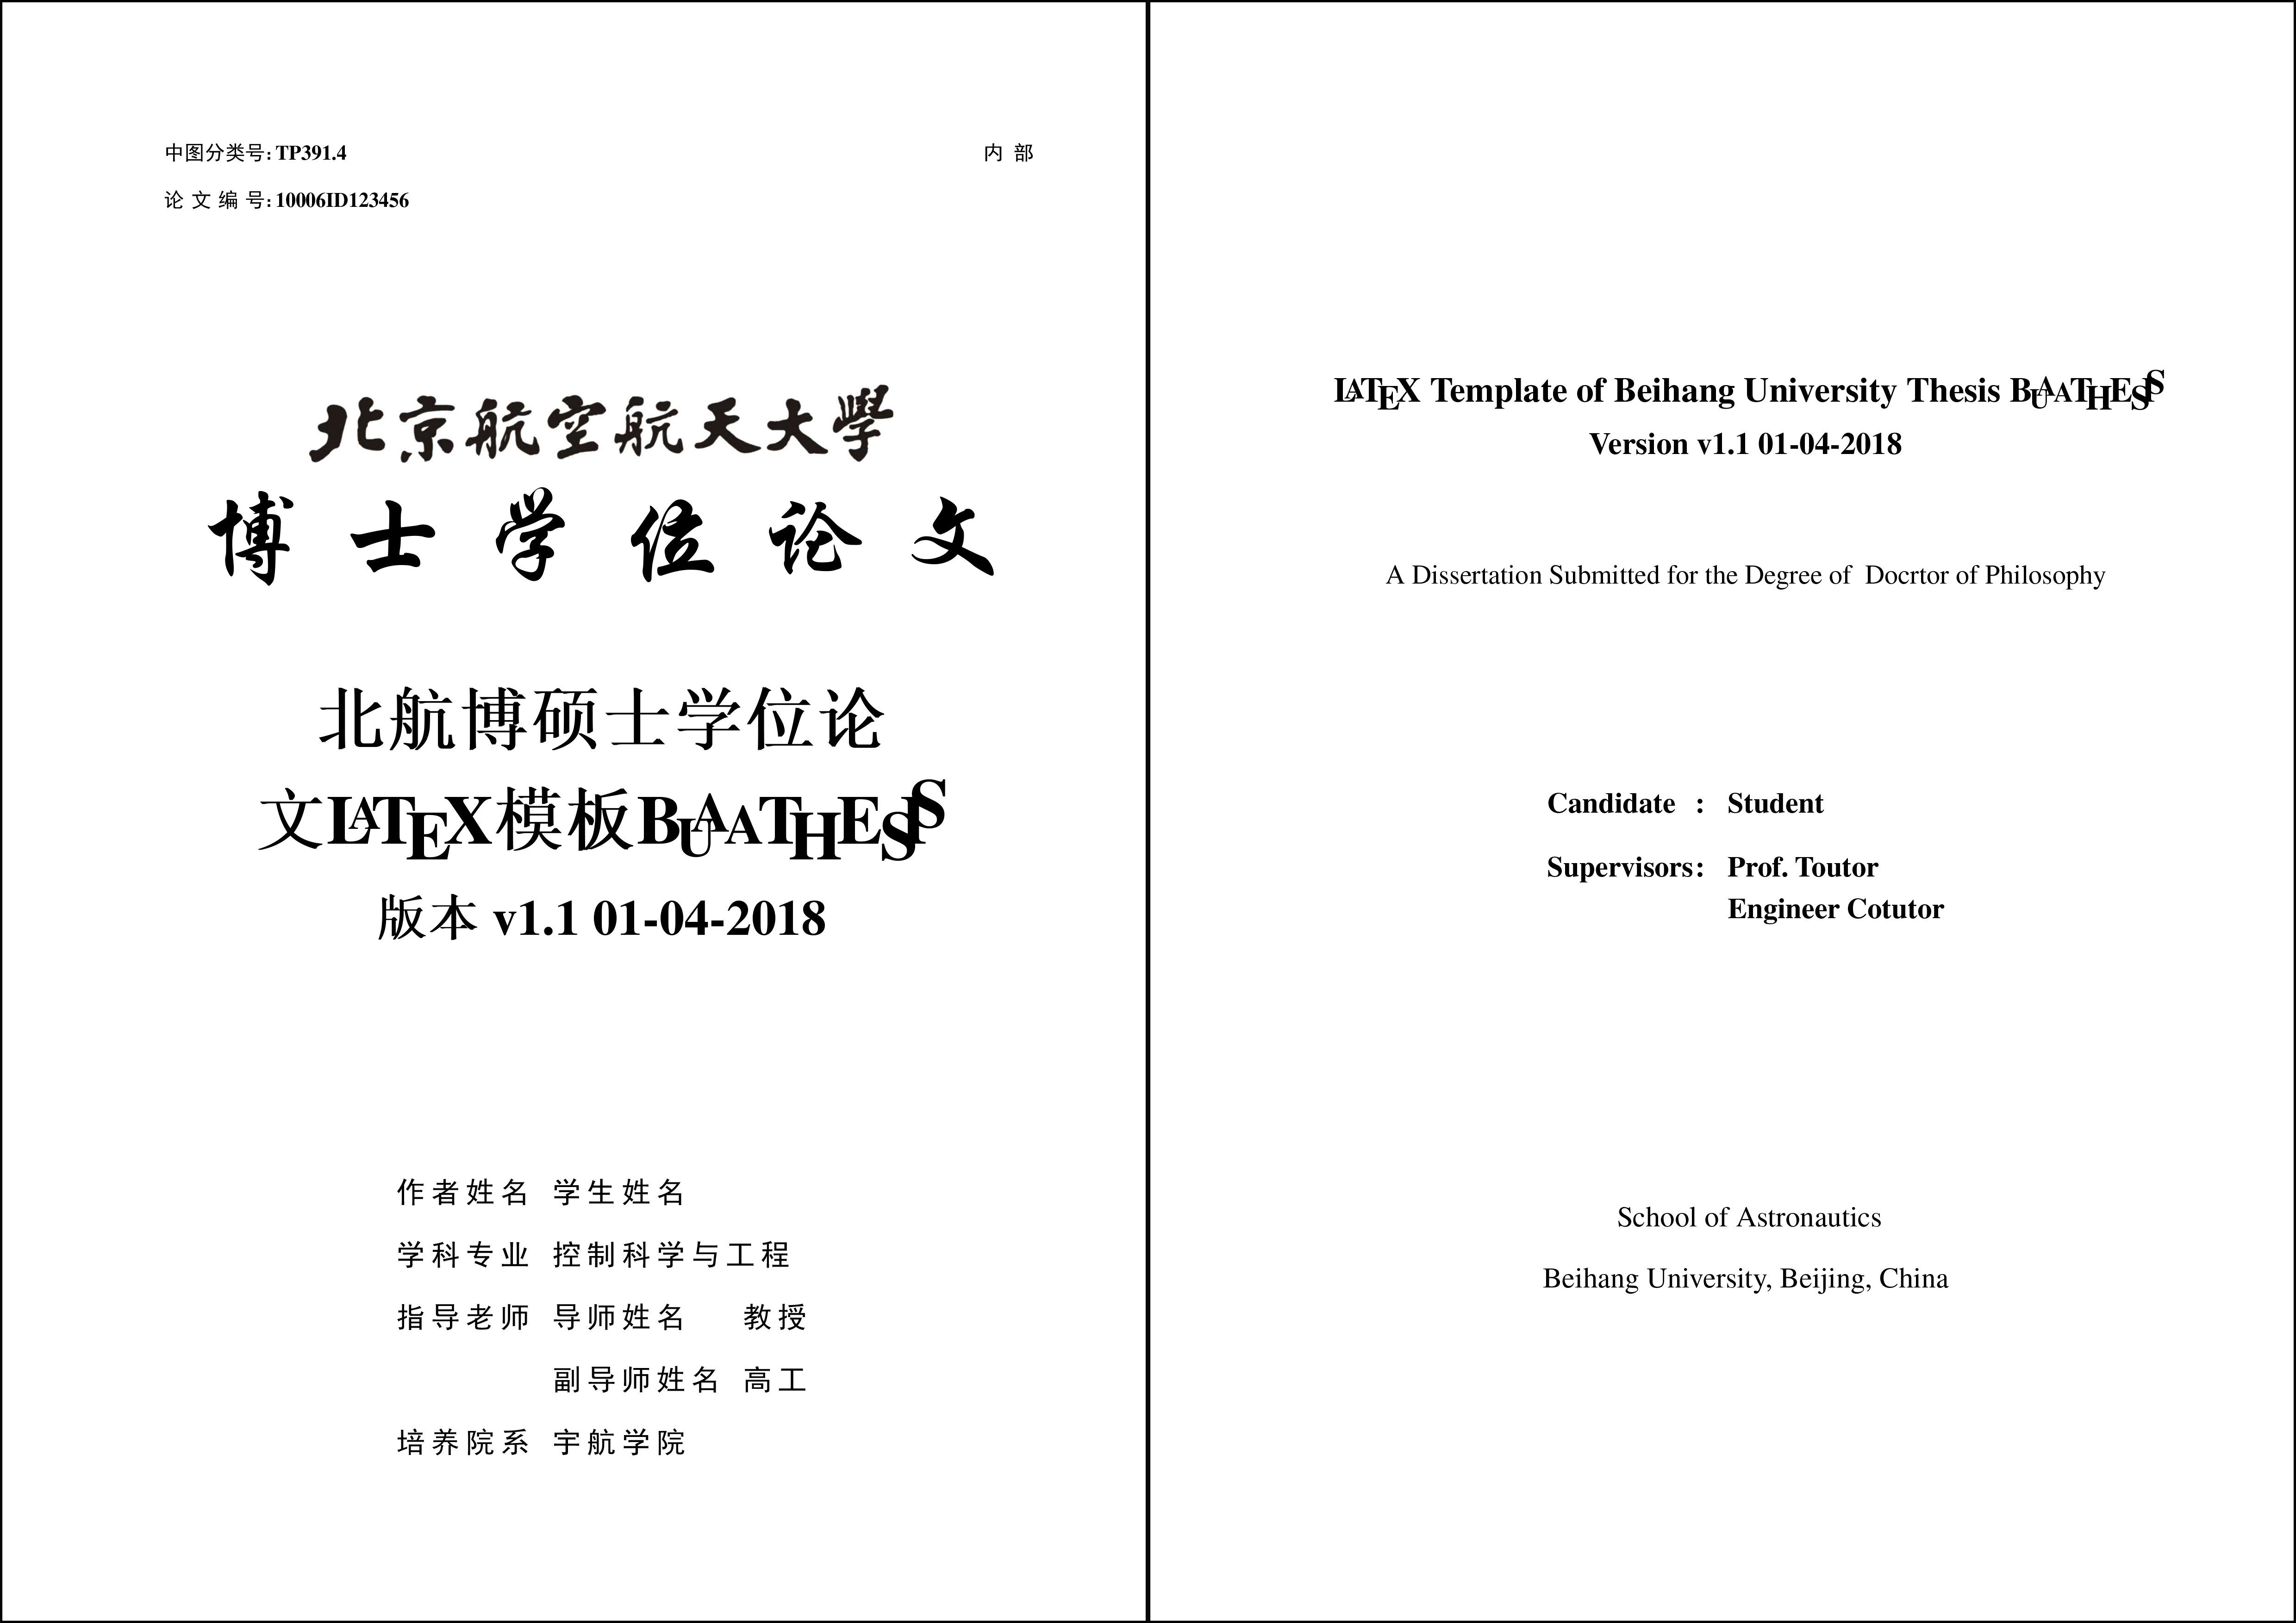 中图分类号: TP391.4
内 部
论 文 编 号: 10006ID123456
北京航空航天大學
博 士 学 位 论 文
北航博硕士学位论
文LATEX模板BUAATHESIS
版本 v1.1 01-04-2018
作者姓名 学生姓名
学科专业 控制科学与工程
指导老师 导师姓名 教授
副导师姓名 高工
培养院系 宇航学院
LATEX Template of Beihang University Thesis BUAATHESIS
Version v1.1 01-04-2018
A Dissertation Submitted for the Degree of Docrtor of Philosophy
Candidate : Student
Supervisors: Prof. Toutor
Engineer Cotutor
School of Astronautics
Beihang University, Beijing, China